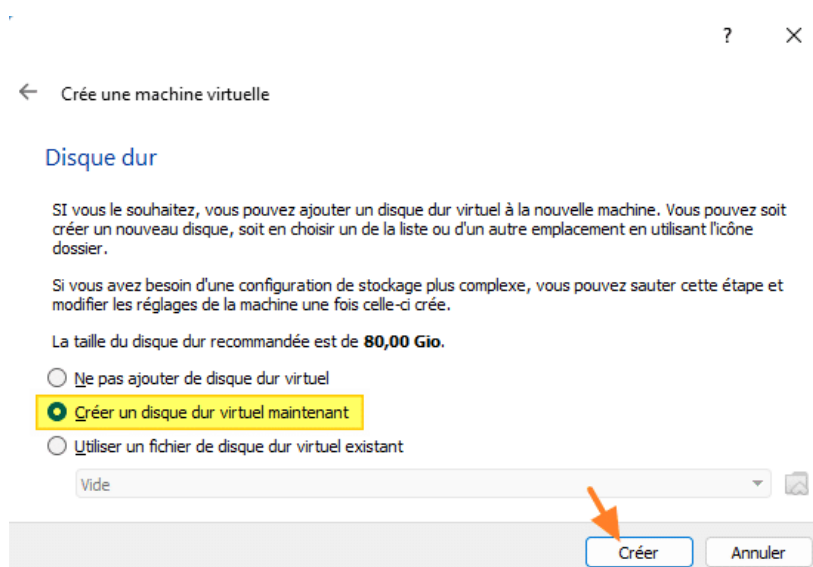 ?
Crée une machine virtuelle
Disque dur
SI vous le souhaitez, vous pouvez ajouter un disque dur virtuel à la nouvelle machine. Vous pouvez soit
créer un nouveau disque, soit en choisir un de la liste ou d'un autre emplacement en utilisant l'icône
dossier.
Si vous avez besoin d'une configuration de stockage plus complexe, vous pouvez sauter cette étape et
modifier les réglages de la machine une fois celle-ci crée.
La taille du disque dur recommandée est de 80,00 Gio.
Ne pas ajouter de disque dur virtuel
Créer un disque dur virtuel maintenant
Utiliser un fichier de disque dur virtuel existant
Vide
Créer Annuler